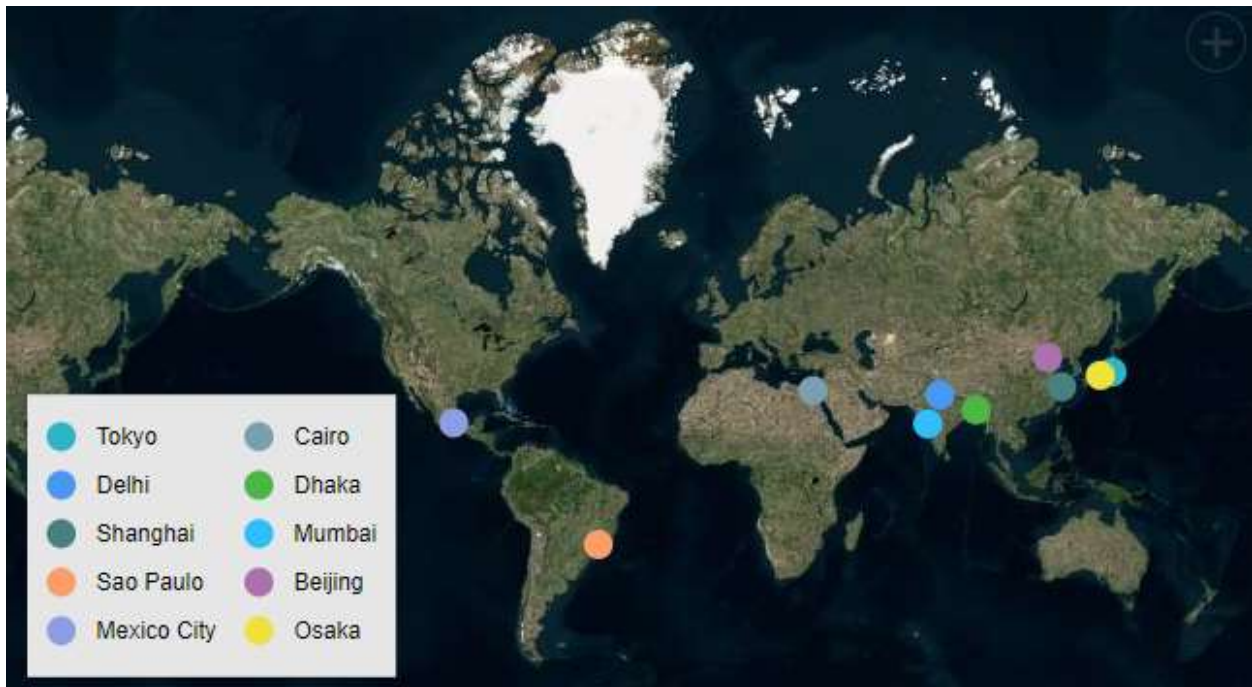 Tokyo
Delhi
Shanghai
Sao Paulo
Mexico City
Cairo
Dhaka
Mumbai
Beijing
Osaka